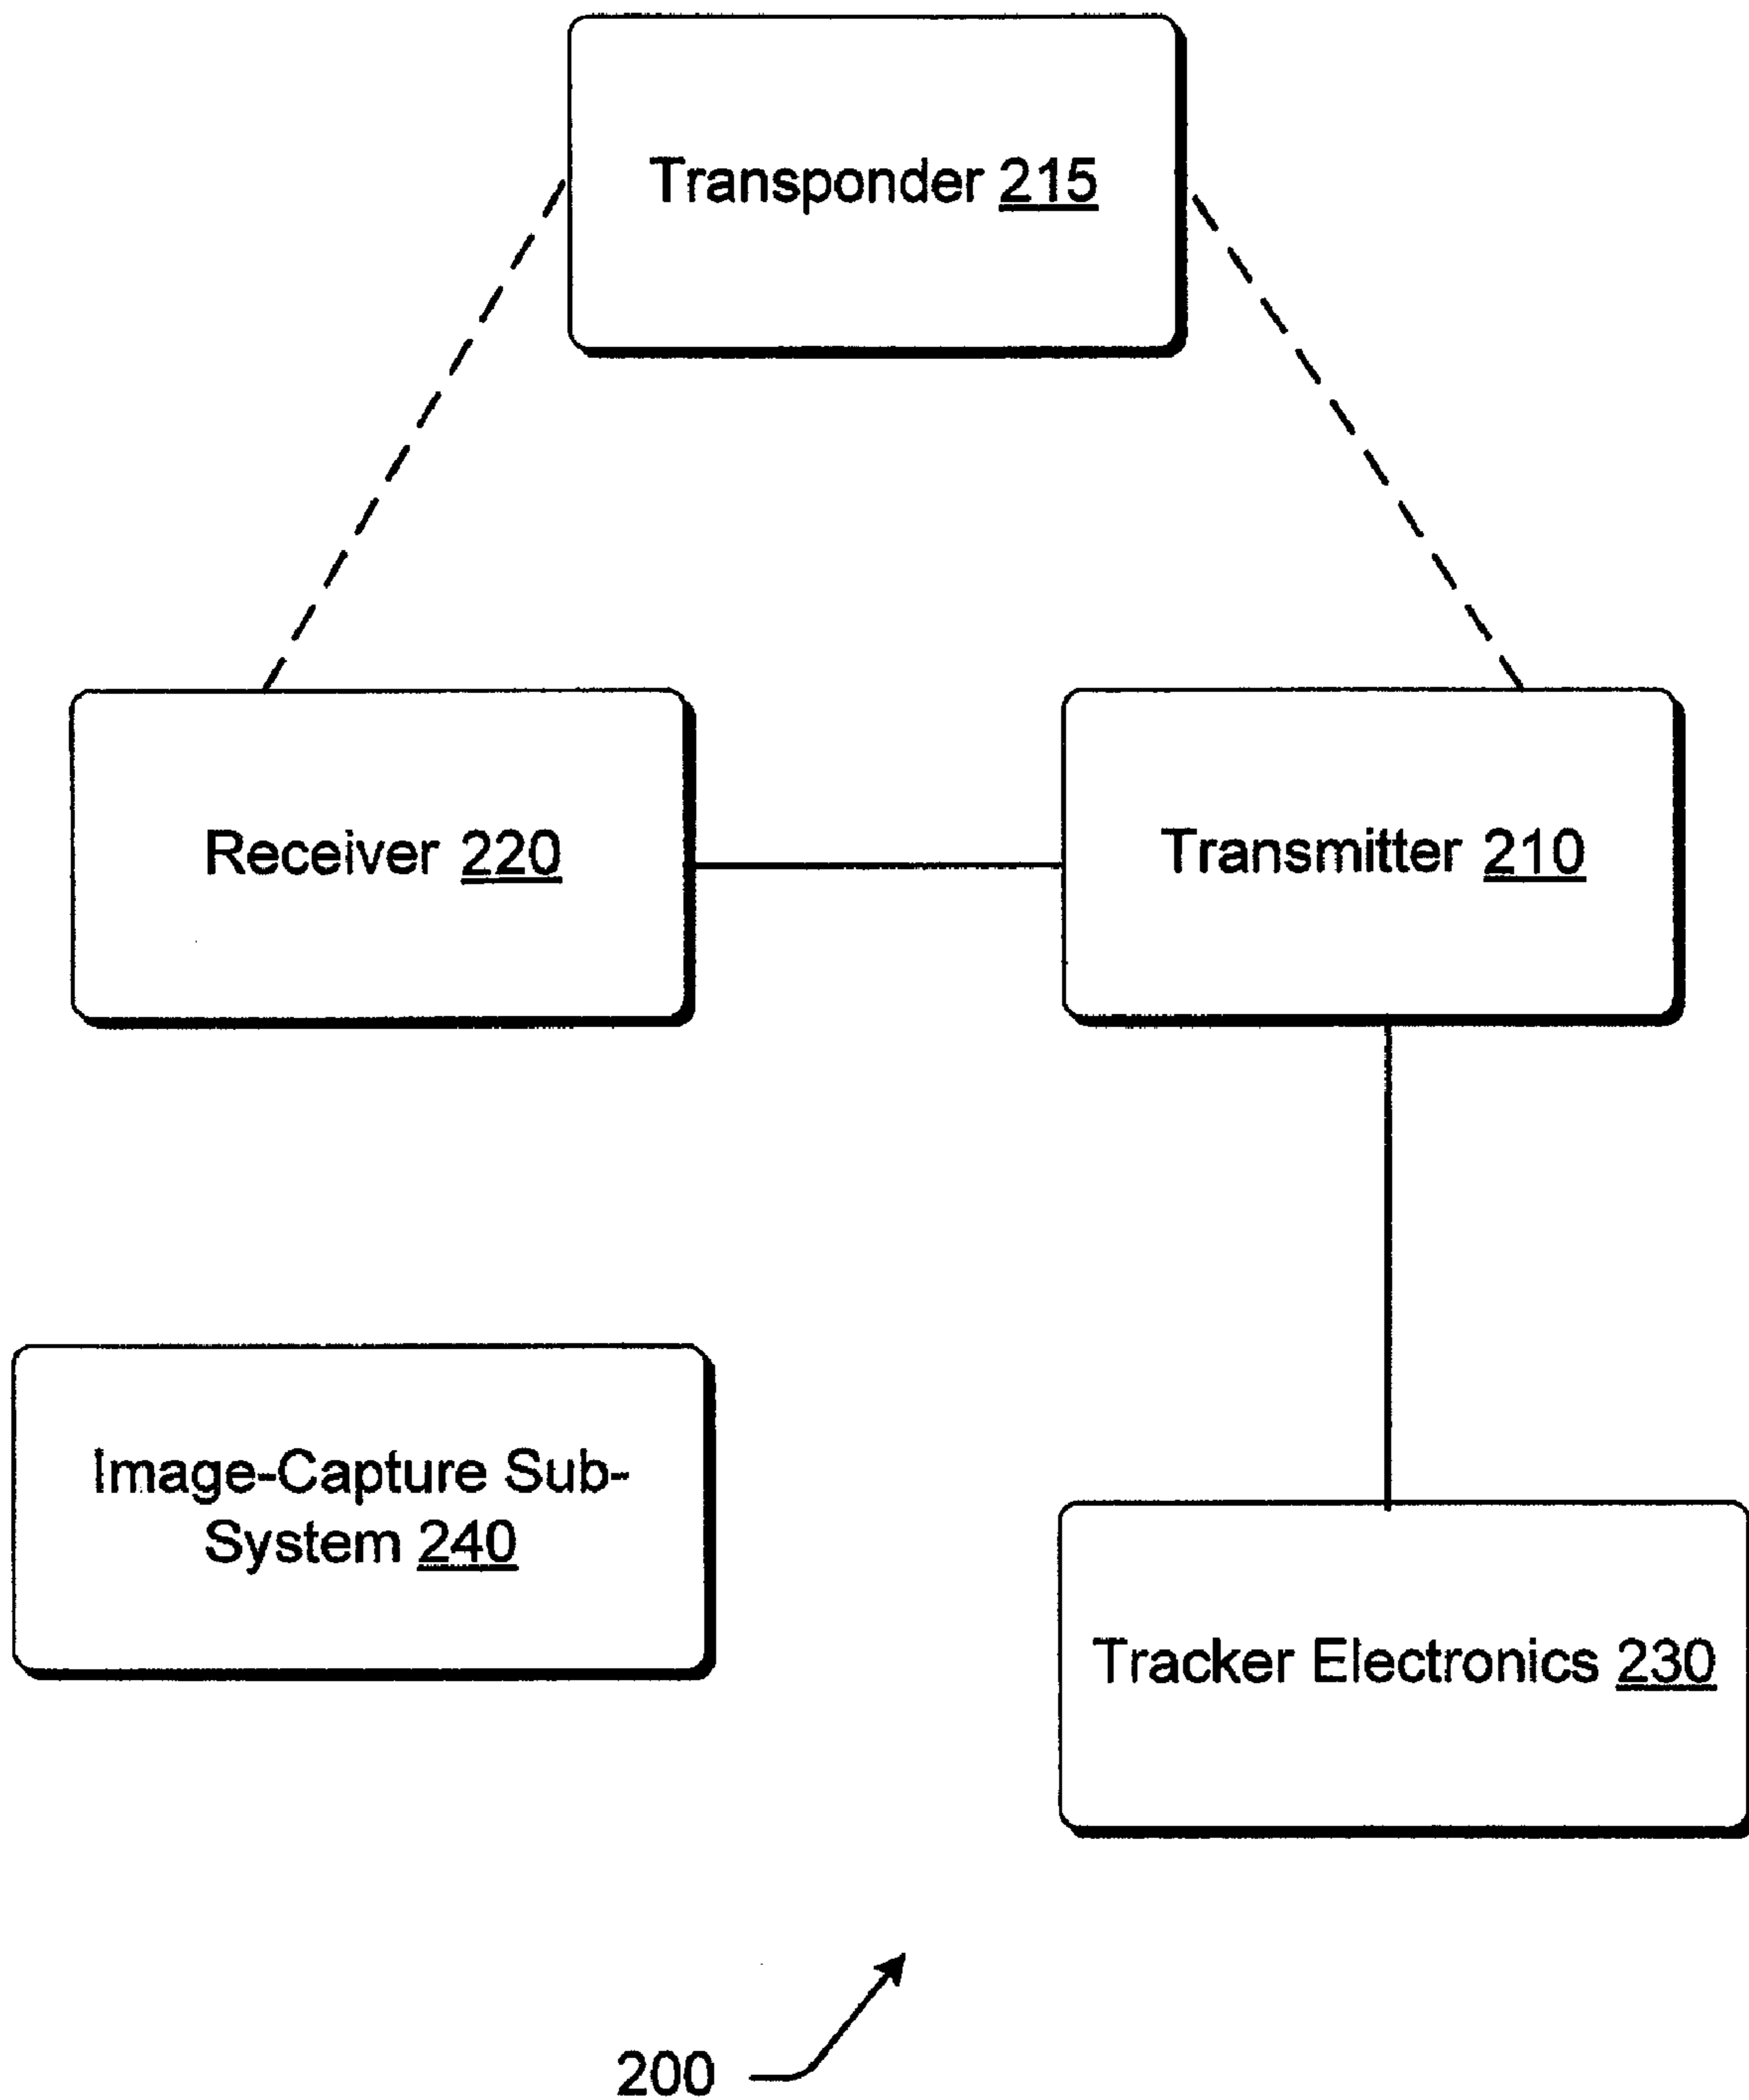 Transponder 215
Receiver 220
Transmitter 210
Image-Capture Sub-
System 240
Tracker Electronics 230
200